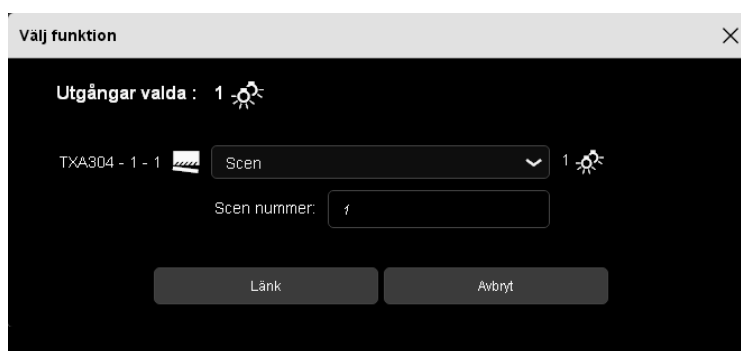 Välj funktion
Utgångar valda : 1
TXA304 - 1 - 1 Scen 1
Scen nummer: 1
Länk Avbryt